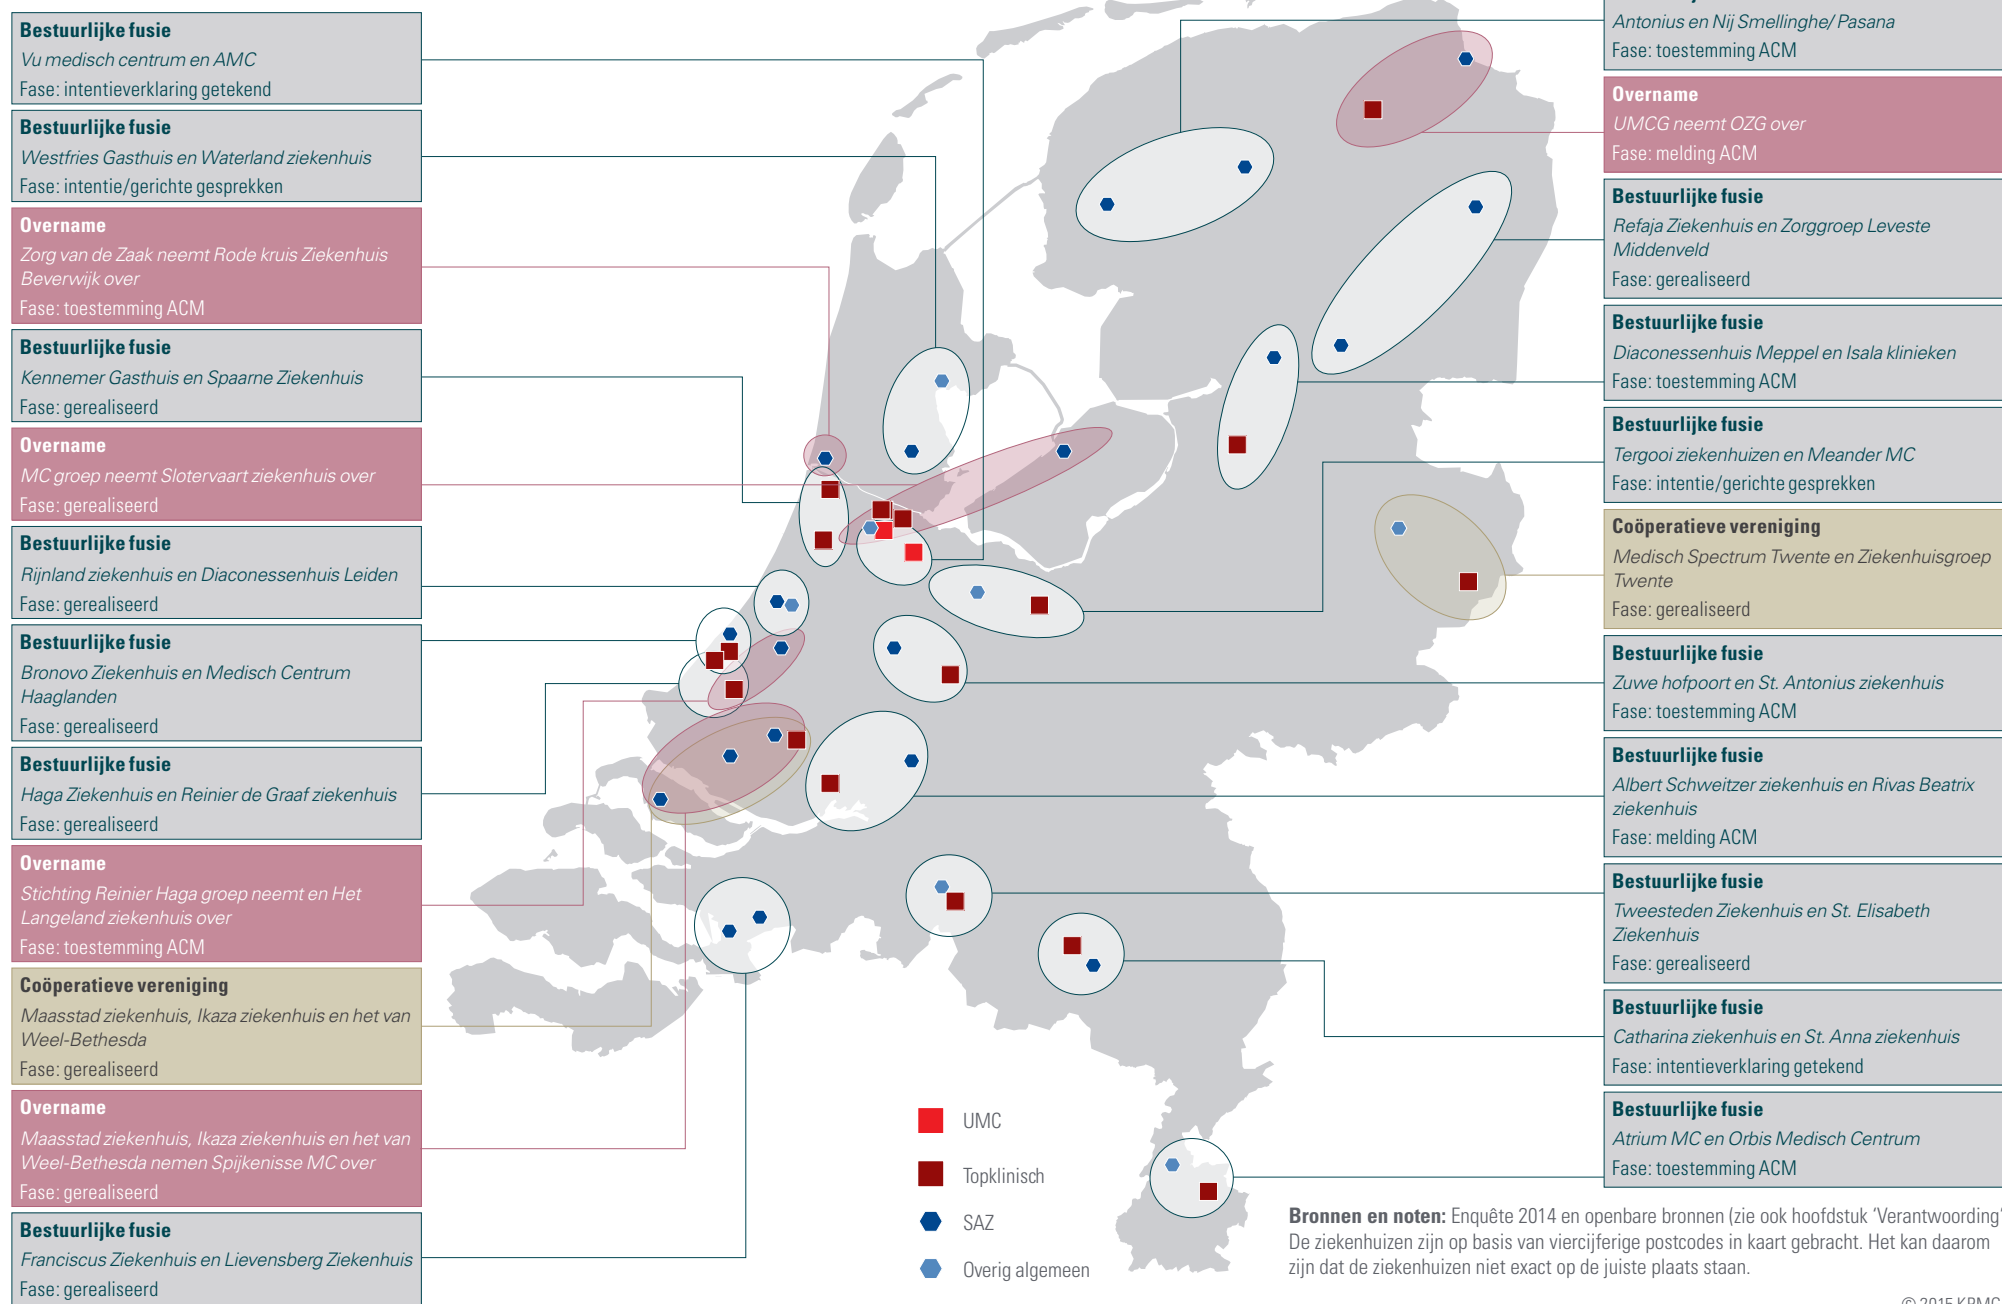 Bestuurlijke fusie
Vu medisch centrum en AMC
Fase: intentieverklaring getekend
Bestuurlijke fusie
Westfries Gasthuis en Waterland ziekenhuis
Fase: intentie/gerichte gesprekken
Overname
Zorg van de Zaak neemt Rode kruis Ziekenhuis
Beverwijk over
Fase: toestemming ACM
Bestuurlijke fusie
Kennemer Gasthuis en Spaarne Ziekenhuis
Fase: gerealiseerd
Overname
MC groep neemt Slotervaart ziekenhuis over
Fase: gerealiseerd
Bestuurlijke fusie
Rijnland ziekenhuis en Diaconessenhuis Leiden
Fase: gerealiseerd
Bestuurlijke fusie
Bronovo Ziekenhuis en Medisch Centrum
Haaglanden
Fase: gerealiseerd
Bestuurlijke fusie
Haga Ziekenhuis en Reinier de Graaf ziekenhuis
Fase: gerealiseerd
Overname
Stichting Reinier Haga groep neemt en Het
Langeland ziekenhuis over
Fase: toestemming ACM
Coöperatieve vereniging
Maasstad ziekenhuis, Ikaza ziekenhuis en het van
Weel-Bethesda
Fase: gerealiseerd
Overname
Maasstad ziekenhuis, Ikaza ziekenhuis en het van
Weel-Bethesda nemen Spijkenisse MC over
Fase: gerealiseerd
Bestuurlijke fusie
Franciscus Ziekenhuis en Lievensberg Ziekenhuis
Fase: gerealiseerd
Antonius en Nij Smellinghe/ Pasana
Fase: toestemming ACM
Overname
UMCG neemt OZG over
Fase: melding ACM
Bestuurlijke fusie
Refaja Ziekenhuis en Zorggroep Leveste
Middenveld
Fase: gerealiseerd
Bestuurlijke fusie
Diaconessenhuis Meppel en Isala klinieken
Fase: toestemming ACM
Bestuurlijke fusie
Tergooi ziekenhuizen en Meander MC
Fase: intentie/gerichte gesprekken
Coöperatieve vereniging
Medisch Spectrum Twente en Ziekenhuisgroep
Twente
Fase: gerealiseerd
Bestuurlijke fusie
Zuwe hofpoort en St. Antonius ziekenhuis
Fase: toestemming ACM
Bestuurlijke fusie
Albert Schweitzer ziekenhuis en Rivas Beatrix
ziekenhuis
Fase: melding ACM
Bestuurlijke fusie
Tweesteden Ziekenhuis en St. Elisabeth
Ziekenhuis
Fase: gerealiseerd
Bestuurlijke fusie
Catharina ziekenhuis en St. Anna ziekenhuis
Fase: intentieverklaring getekend
Bestuurlijke fusie
Atrium MC en Orbis Medisch Centrum
Fase: toestemming ACM
UMC
Topklinisch
SAZ
Overig algemeen
Bronnen en noten: Enquête 2014 en openbare bronnen (zie ook hoofdstuk ‘Verantwoording’
De ziekenhuizen zijn op basis van viercijferige postcodes in kaart gebracht. Het kan daarom
zijn dat de ziekenhuizen niet exact op de juiste plaats staan.
© 2015 KPMG